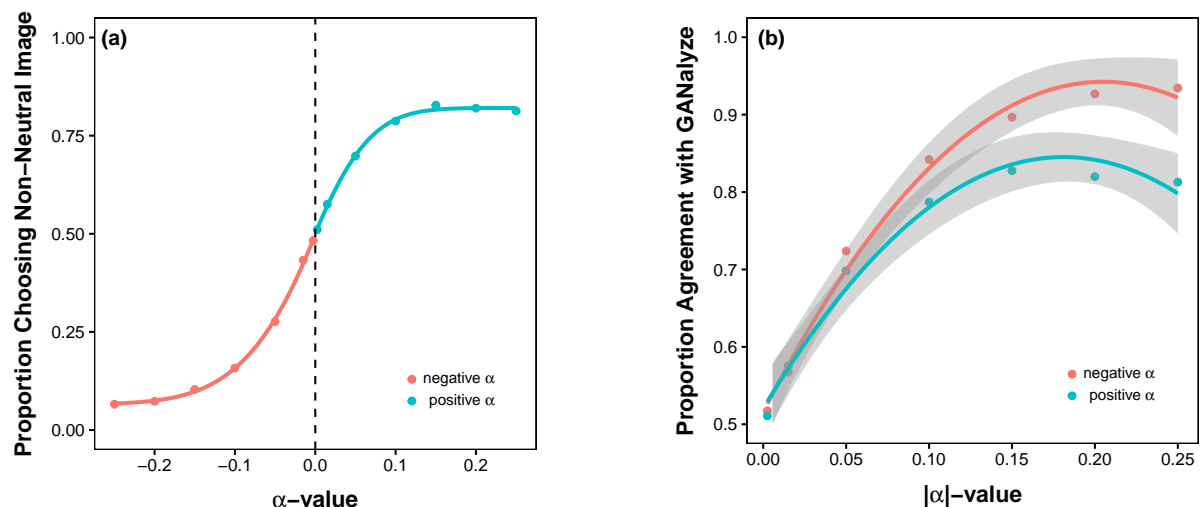 (a)
Proportion Choosing Non−Neutral Image
1.00
0.75
0.50
0.25
0.00
negative α
positive α
−0.2
−0.1
0.0
0.1
0.2
α−value
(b)
Proportion Agreement with GANalyze
1.0
0.9
0.8
0.7
0.6
0.5
negative α
positive α
0.00
0.05
0.10
0.15
0.20
0.25
|α|−value